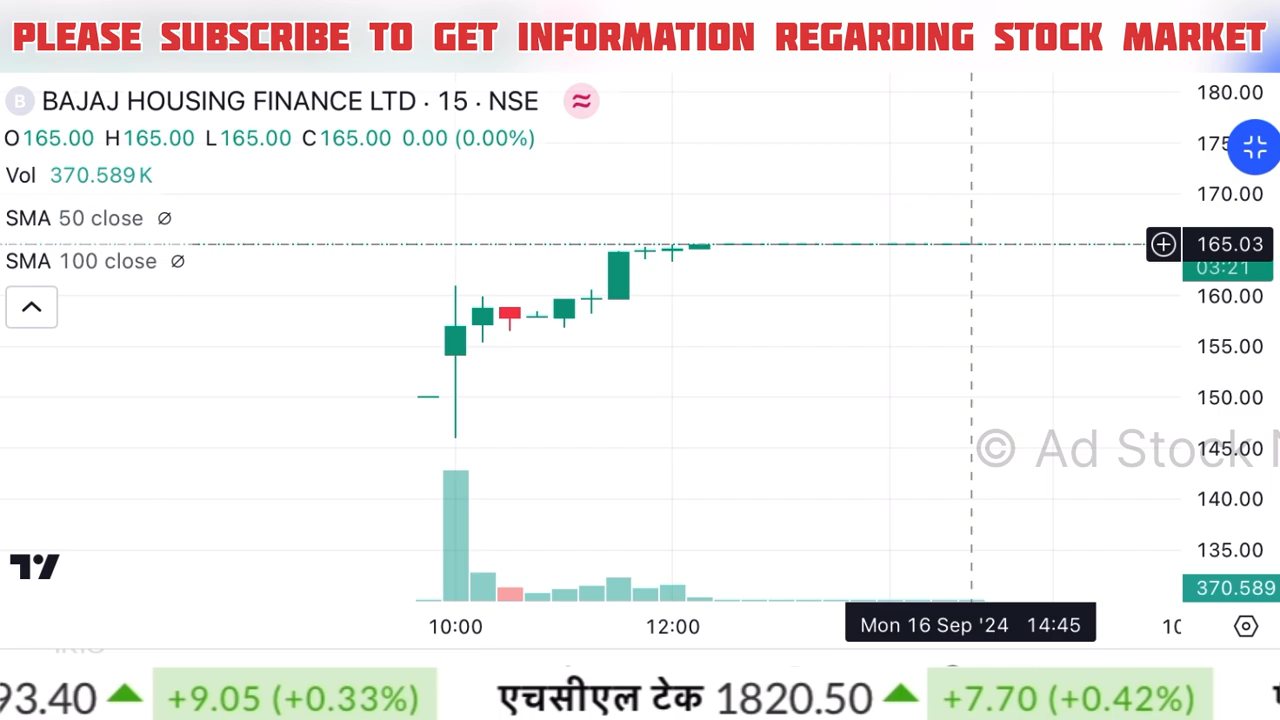 PLEASE SUBSCRIBE TO GET INFORMATION REGARDING STOCK MARKET
B BAJAJ HOUSING FINANCE LTD · 15 · NSE
O165.00 H165.00 L165.00 C165.00 0.00 (0.00%)
Vol 370.589K
SMA 50 close
SMA 100 close
180.00
175
170.00
165.03
03:21
160.00
155.00
150.00
145.00
© Ad Stock
140.00
135.00
370.589
10:00 12:00 Mon 16 Sep '24 14:45 10
93.40 +9.05 (+0.33%) एचसीएल टेक 1820.50 +7.70 (+0.42%)